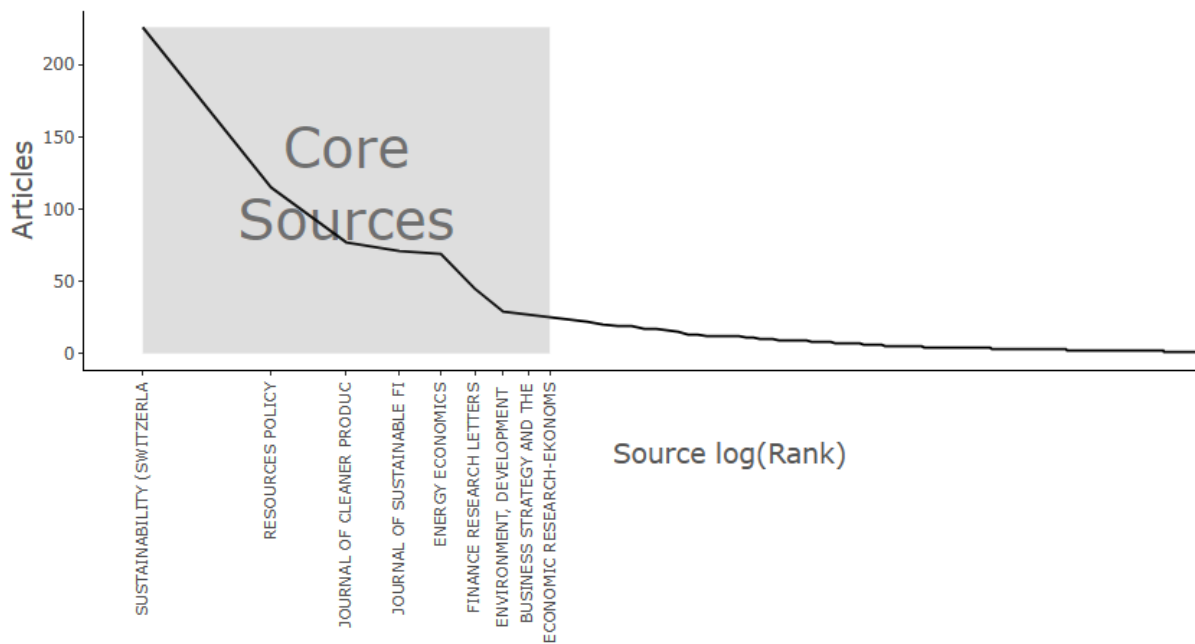 Articles
200
150
100
50
0
Core
Sources
SUSTAINABILITY (SWITZERLA
RESOURCES POLICY
JOURNAL OF CLEANER PRODUC
JOURNAL OF SUSTAINABLE FI
ENERGY ECONOMICS
FINANCE RESEARCH LETTERS
ENVIRONMENT, DEVELOPMENT
BUSINESS STRATEGY AND THE
ECONOMIC RESEARCH-EKONOMS
Source log(Rank)